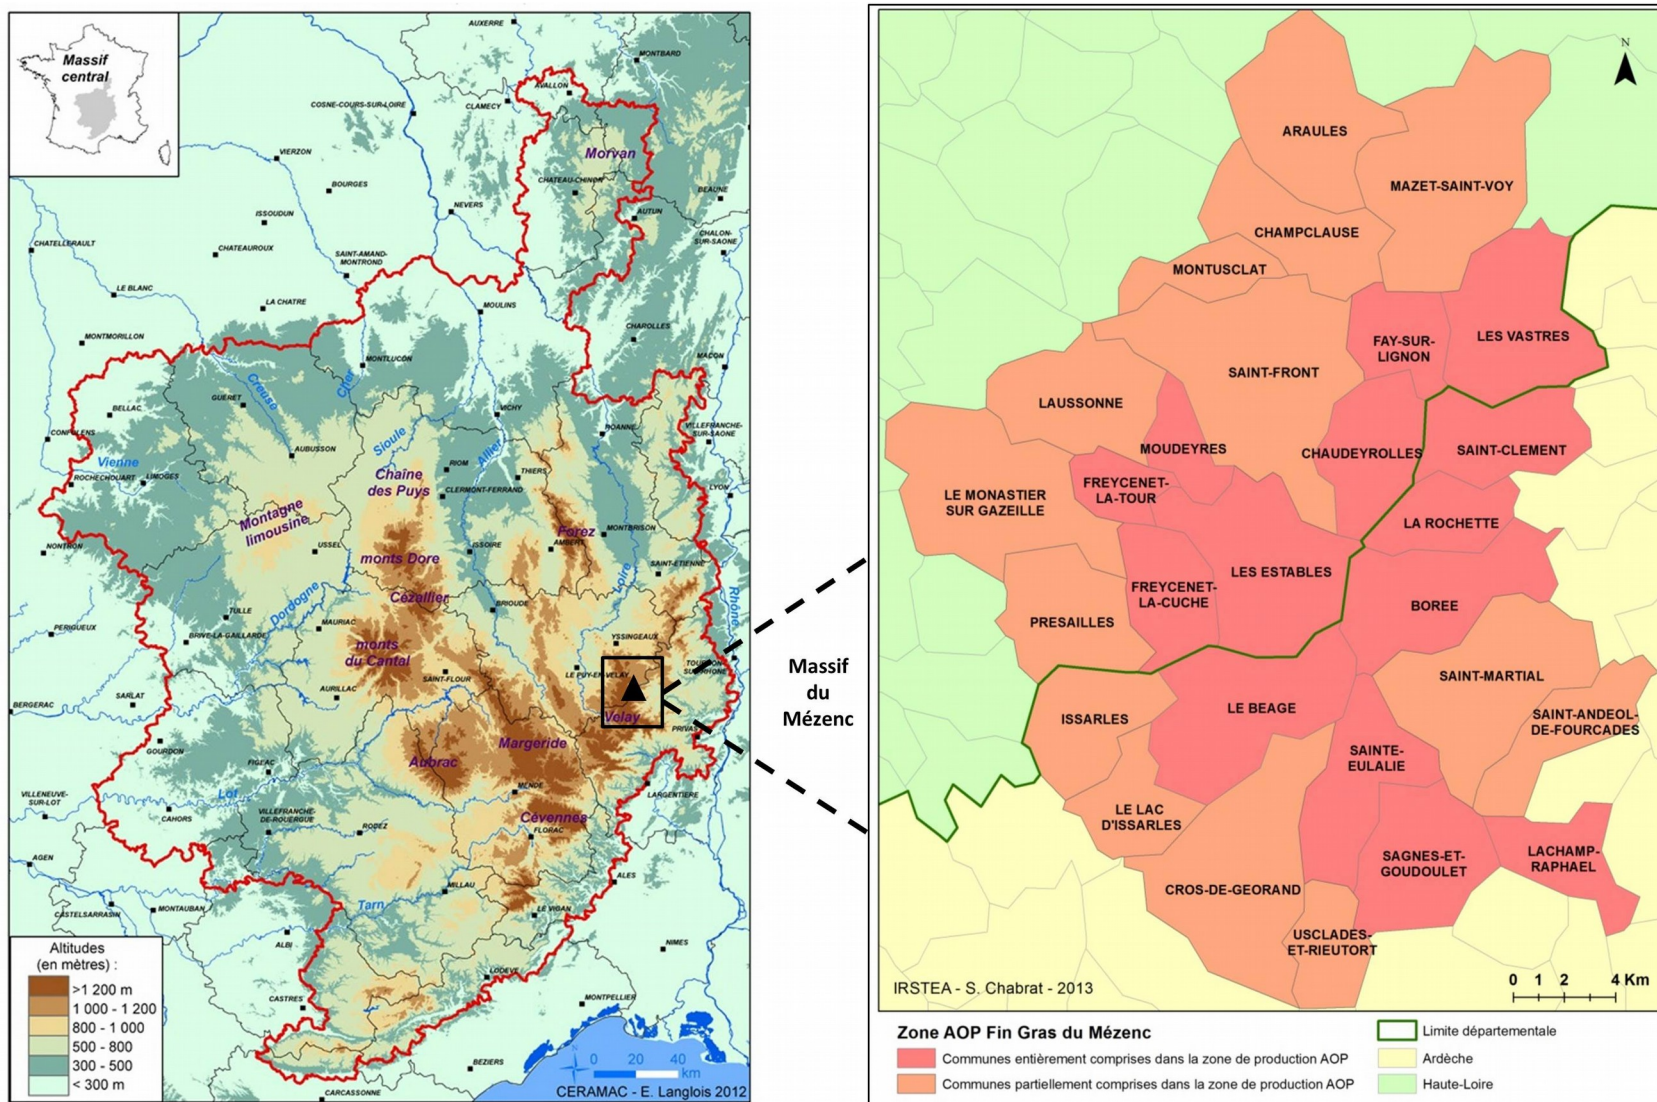 Massif
central
AUXERRE
MONTBARD
AVALLON
CLAMECY
COSNE-COURS-SUR-LOIRE
VIERZON
Morvan
CHATEAU-CHINON
BOURGES
BEAUNE
NEVERS
AUTUN
ISSOUDUN
CHALON-
SUR-SAONE
CHATELLERAULT
CHATEAUROUX
SAINT-AMAND-
MONTROND
LE BLANC
LA CHATRE
MOULINS
CHAROLLES
MONTMORILLON
MACON
MONTLUCON
Cher
Creuse
GUERET
BELLAC
VICHY
ROANNE
VILLEFRANCHE-
SUR-SAONE
CONFOLENS
Sioule
Allier
AUBUSSON
Vienne
RIOM
THIERS
ROCHECHOUART
LIMOGES
Chaîne
des Puys
CLERMONT-FERRAND
LYON
Montagne
limousine
MONTBRISON
Forez
NONTRON
USSEL
AMBERT
ISSOIRE
monts Dore
SAINT-ETIENNE
Loire
Cézallier
Rhône
Dordogne
BRIOUDE
TULLE
MAURIAC
PERIGUEUX
BRIVE-LA-GAILLARDE
YSSINGEAUX
monts
du Cantal
TOURNON-
SUR-RHONE
LE PUY-EN-VELAY
SAINT-FLOUR
AURILLAC
SARLAT
BERGERAC
Velay
PRIVAS
GOURDON
Margeride
Aubrac
FIGEAC
LARGENTIERE
MENDE
Lot
VILLENEUVE-
SUR-LOT
CAHORS
VILLEFRANCHE-
DE-ROUERGUE
RODEZ
Cévennes
FLORAC
AGEN
ALES
MILLAU
CASTELSARRASIN
MONTAUBAN
Tarn
LE VIGAN
ALBI
NIMES
LODEVE
CASTRES
MONTPELLIER
BEZIERS
CARCASSONNE
Altitudes
(en mètres) :
>1 200 m
1 000 - 1 200
800 - 1 000
500 - 800
300 - 500
< 300 m
N
0 20 40
km
CERAMAC - E. Langlois 2012
Massif
du
Mézenc
N
ARAULES
MAZET-SAINT-VOY
CHAMPCLAUSE
MONTUSCLAT
LES VASTRES
FAY-SUR-
LIGNON
SAINT-FRONT
LAUSSONNE
MOUDEYRES
CHAUDEYROLLES
SAINT-CLEMENT
FREYCENET-
LA-TOUR
LE MONASTIER
SUR GAZEILLE
LA ROCHETTE
LES ESTABLES
FREYCENET-
LA-CUCHE
BOREE
PRESAILLES
SAINT-MARTIAL
ISSARLES
LE BEAGE
SAINT-ANDEOL-
DE-FOURCADES
SAINTE-
EULALIE
LE LAC
D'ISSARLES
SAGNES-ET-
GOUDOULET
LACHAMP-
RAPHAEL
CROS-DE-GEORAND
USCLADES-
ET-RIEUTORT
0 1 2 4 Km
IRSTEA - S. Chabrat - 2013
Zone AOP Fin Gras du Mézenc
Communes entièrement comprises dans la zone de production AOP
Communes partiellement comprises dans la zone de production AOP
Limite départementale
Ardèche
Haute-Loire